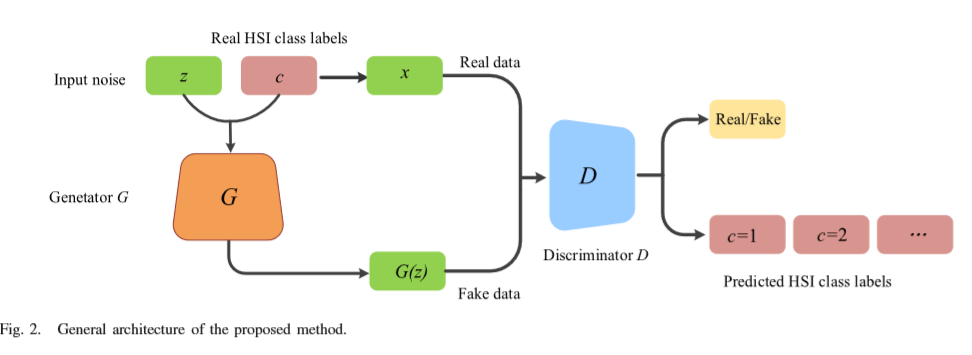 Real HSI class labels
Input noise
z
c
x
Real data
Real/Fake
Genetator G
G
D
c=1
c=2
...
Discriminator D
G(z)
Predicted HSI class labels
Fake data
Fig. 2. General architecture of the proposed method.